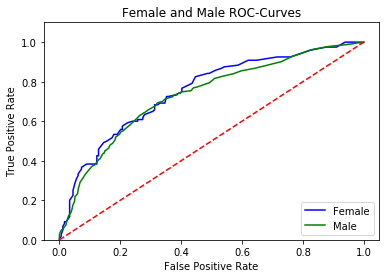 Female and Male ROC-Curves
True Positive Rate
1.0
0.8
0.6
0.4
0.2
0.0
Female
Male
0.0 0.2 0.4 0.6 0.8 1.0
False Positive Rate